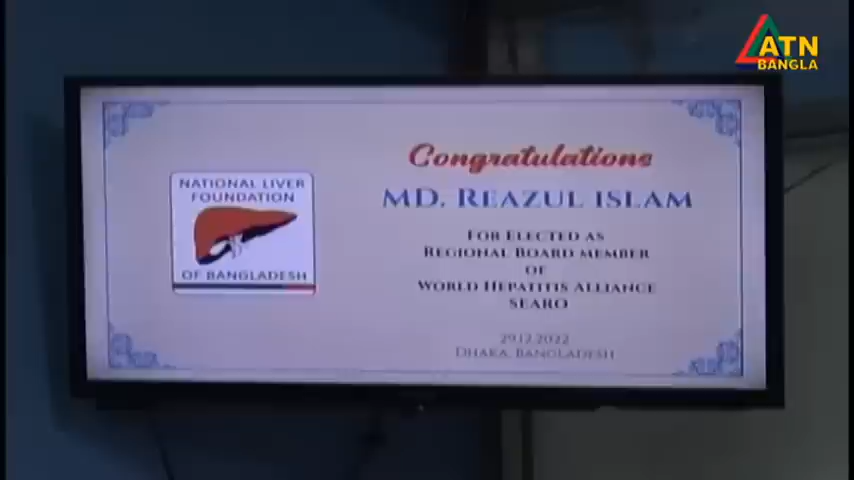 ATN
BANGLA
NATIONAL LIVER
FOUNDATION
OF BANGLADESH
Congratulations
MD. REAZUL ISLAM
FOR ELECTED AS
REGIONAL BOARD MEMBER
OF
WORLD HEPATITIS ALLIANCE
SEARO
29.12.2022
DHAKA, BANGLADESH